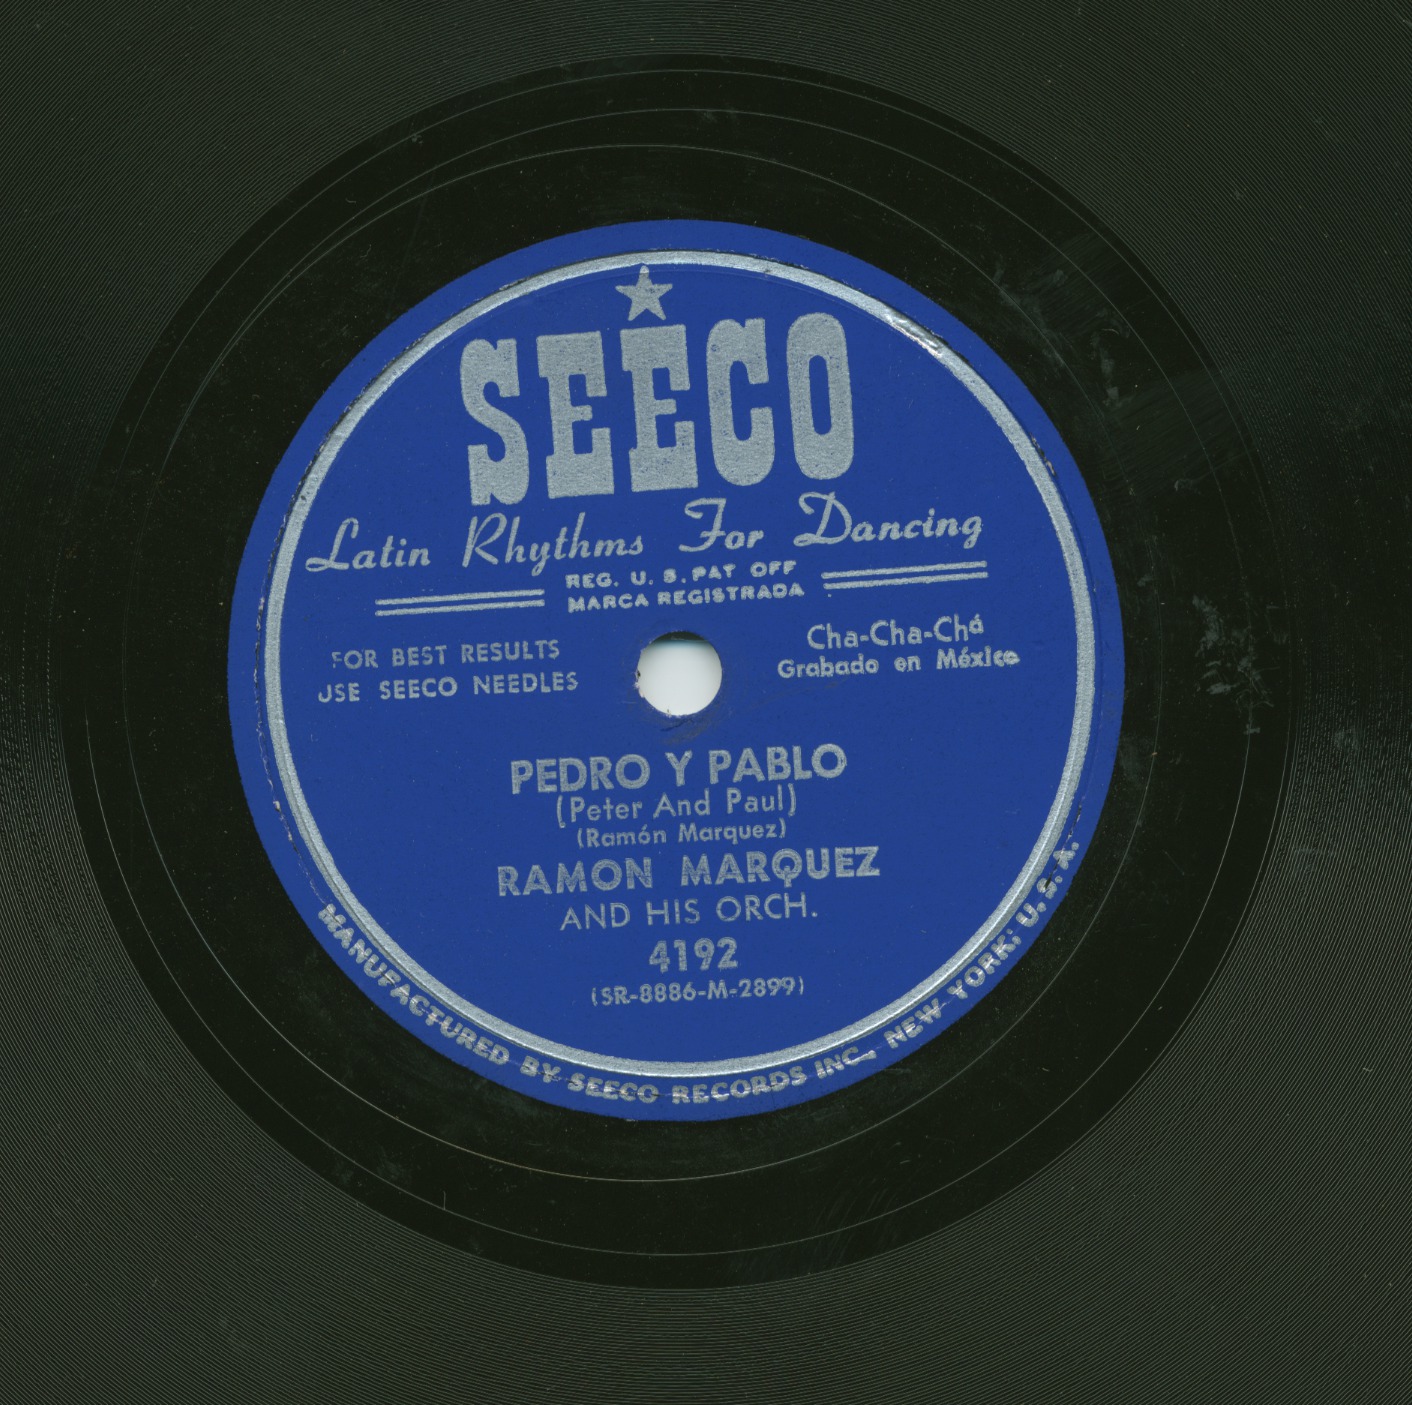 SEECO
Latin Rhythms For Dancing
REG. U. S. PAT OFF
MARCA REGISTRADA
FOR BEST RESULTS
USE SEECO NEEDLES
Cha-Cha-Chá
Grabado en México
PEDRO Y PABLO
(Peter And Paul)
(Ramón Marquez)
RAMON MARQUEZ
AND HIS ORCH.
4192
(SR-8886-M-2899)
MANUFACTURED BY SEECO RECORDS INC., NEW YORK, U. S. A.